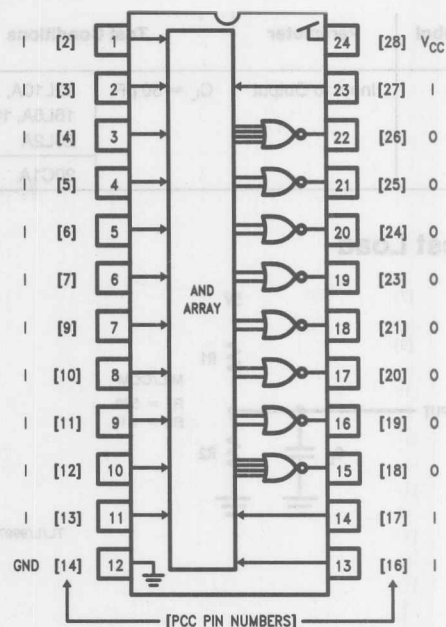 I [2] 1 24 [28] VCC
I [3] 2 23 [27] I
I [4] 3 22 [26] O
I [5] 4 21 [25] O
I [6] 5 20 [24] O
I [7] 6 19 [23] O
AND
ARRAY
I [9] 7 18 [21] O
I [10] 8 17 [20] O
I [11] 9 16 [19] O
I [12] 10 15 [18] O
I [13] 11 14 [17] I
GND [14] 12 13 [16] I
[PCC PIN NUMBERS]